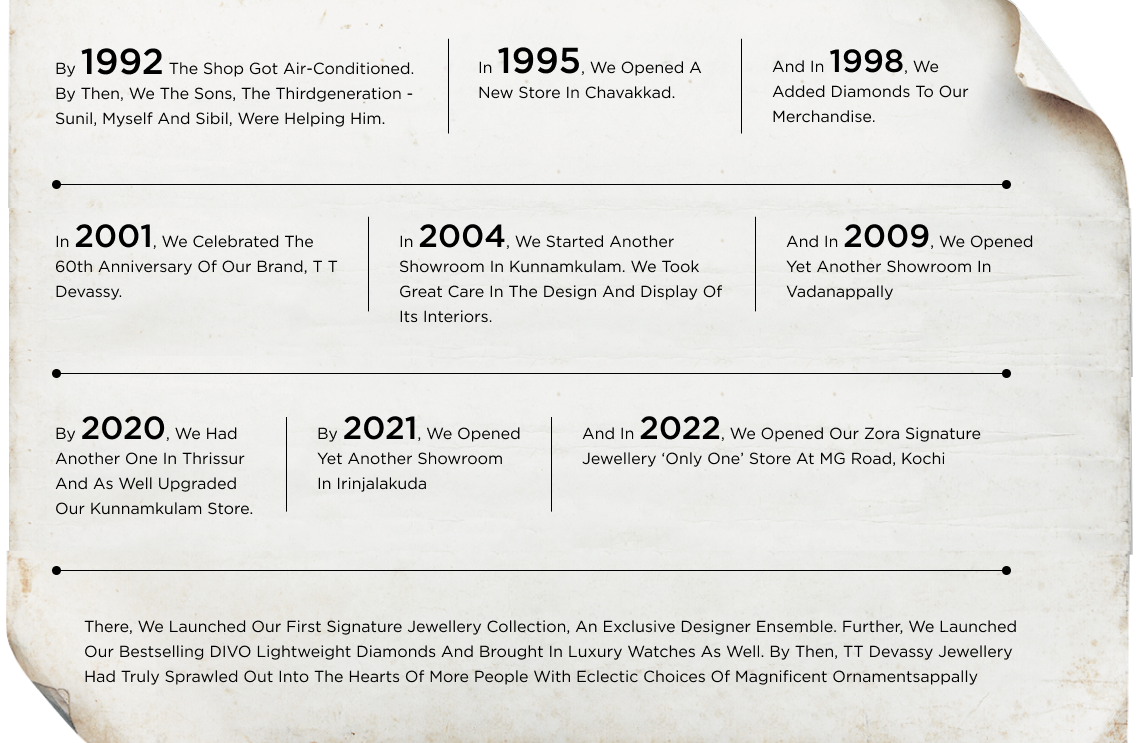 By 1992 The Shop Got Air-Conditioned.
By Then, We The Sons, The Thirdgeneration -
Sunil, Myself And Sibil, Were Helping Him.
In 1995, We Opened A
New Store In Chavakkad.
And In 1998, We
Added Diamonds To Our
Merchandise.
In 2001, We Celebrated The
60th Anniversary Of Our Brand, T T
Devassy.
In 2004, We Started Another
Showroom In Kunnamkulam. We Took
Great Care In The Design And Display Of
Its Interiors.
And In 2009, We Opened
Yet Another Showroom In
Vadanappally
By 2020, We Had
Another One In Thrissur
And As Well Upgraded
Our Kunnamkulam Store.
By 2021, We Opened
Yet Another Showroom
In Irinjalakuda
And In 2022, We Opened Our Zora Signature
Jewellery ‘Only One’ Store At MG Road, Kochi
There, We Launched Our First Signature Jewellery Collection, An Exclusive Designer Ensemble. Further, We Launched
Our Bestselling DIVO Lightweight Diamonds And Brought In Luxury Watches As Well. By Then, TT Devassy Jewellery
Had Truly Sprawled Out Into The Hearts Of More People With Eclectic Choices Of Magnificent Ornamentsappally